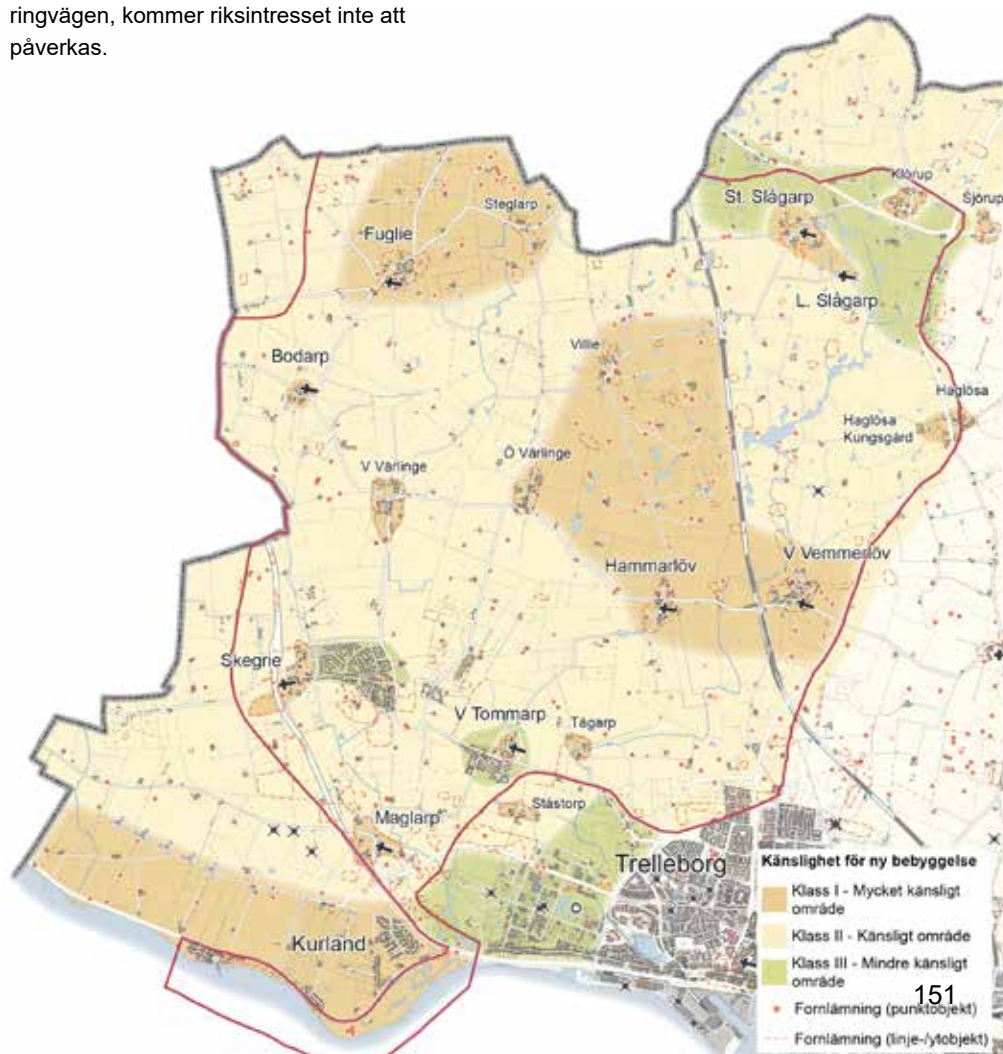 ringvägen, kommer riksintresset inte att
påverkas.
Klörup
Steglarp
St. Slågarp
Sjörup
Fuglie
L. Slågarp
Villie
Bodarp
Haglösa
Haglösa
Kungsgård
Ö Värlinge
V Värlinge
V Vemmerlöv
Hammarlöv
Skegrie
V Tommarp
Tågarp
Ståstorp
Maglarp
Trelleborg
Kurland
Känslighet för ny bebyggelse
Klass I - Mycket känsligt
område
Klass II - Känsligt område
Klass III - Mindre känsligt
område
151
Fornlämning (punktobjekt)
Fornlämning (linje-/ytobjekt)